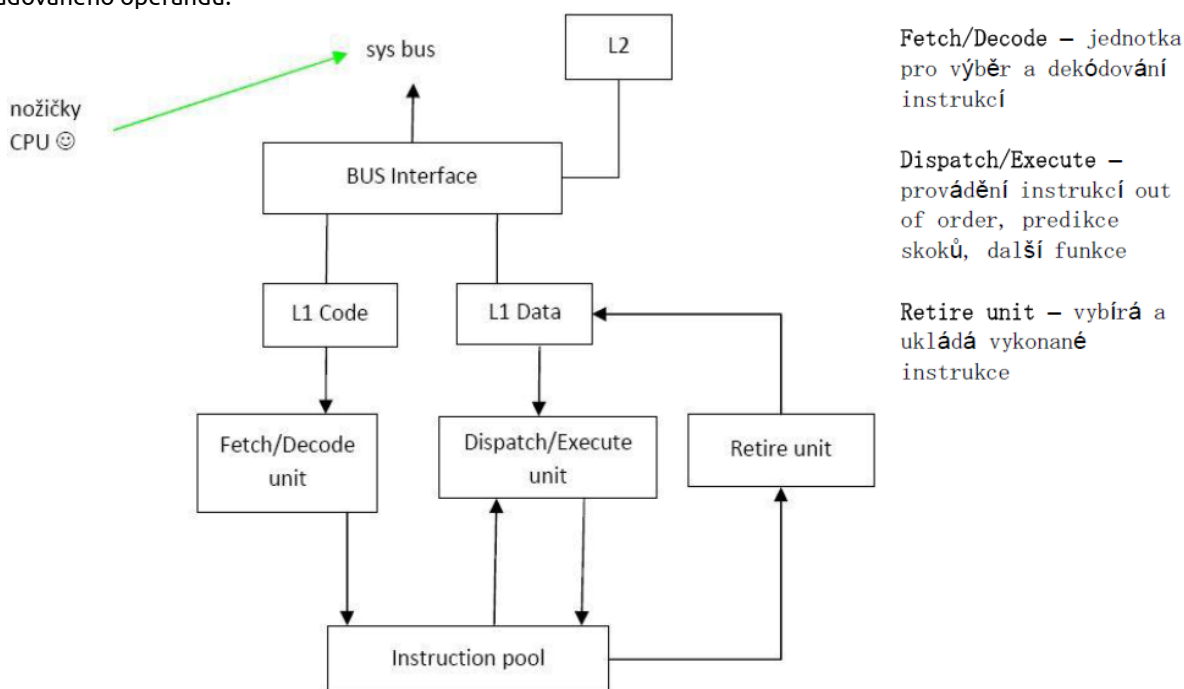 adovaného operandu.
sys bus
L2
nožičky
CPU ☺
BUS Interface
L1 Code
L1 Data
Fetch/Decode
unit
Dispatch/Execute
unit
Retire unit
Instruction pool
Fetch/Decode – jednotka
pro výběr a dekódování
instrukcí
Dispatch/Execute –
provádění instrukcí out
of order, predikce
skoků, další funkce
Retire unit – vybírá a
ukládá vykonané
instrukce